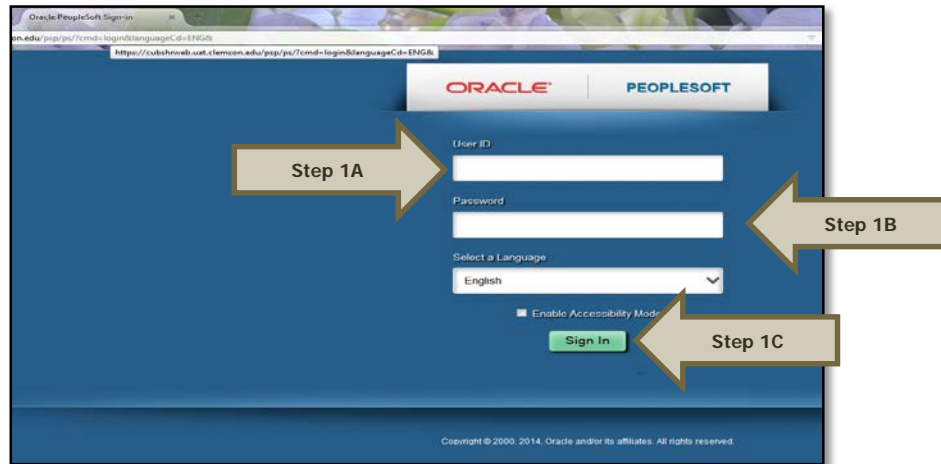 Oracle PeopleSoft Sign-in
on.edu/psp/ps/?cmd=login&languageCd=ENG&
https://cubshrweb.uat.clemson.edu/psp/ps/?cmd=login&languageCd=ENG&
ORACLE® PEOPLESOFT
User ID
Step 1A
Password
Step 1B
Select a Language
English
Enable Accessibility Mode
Sign In
Step 1C
Copyright © 2000, 2014, Oracle and/or its affiliates. All rights reserved.